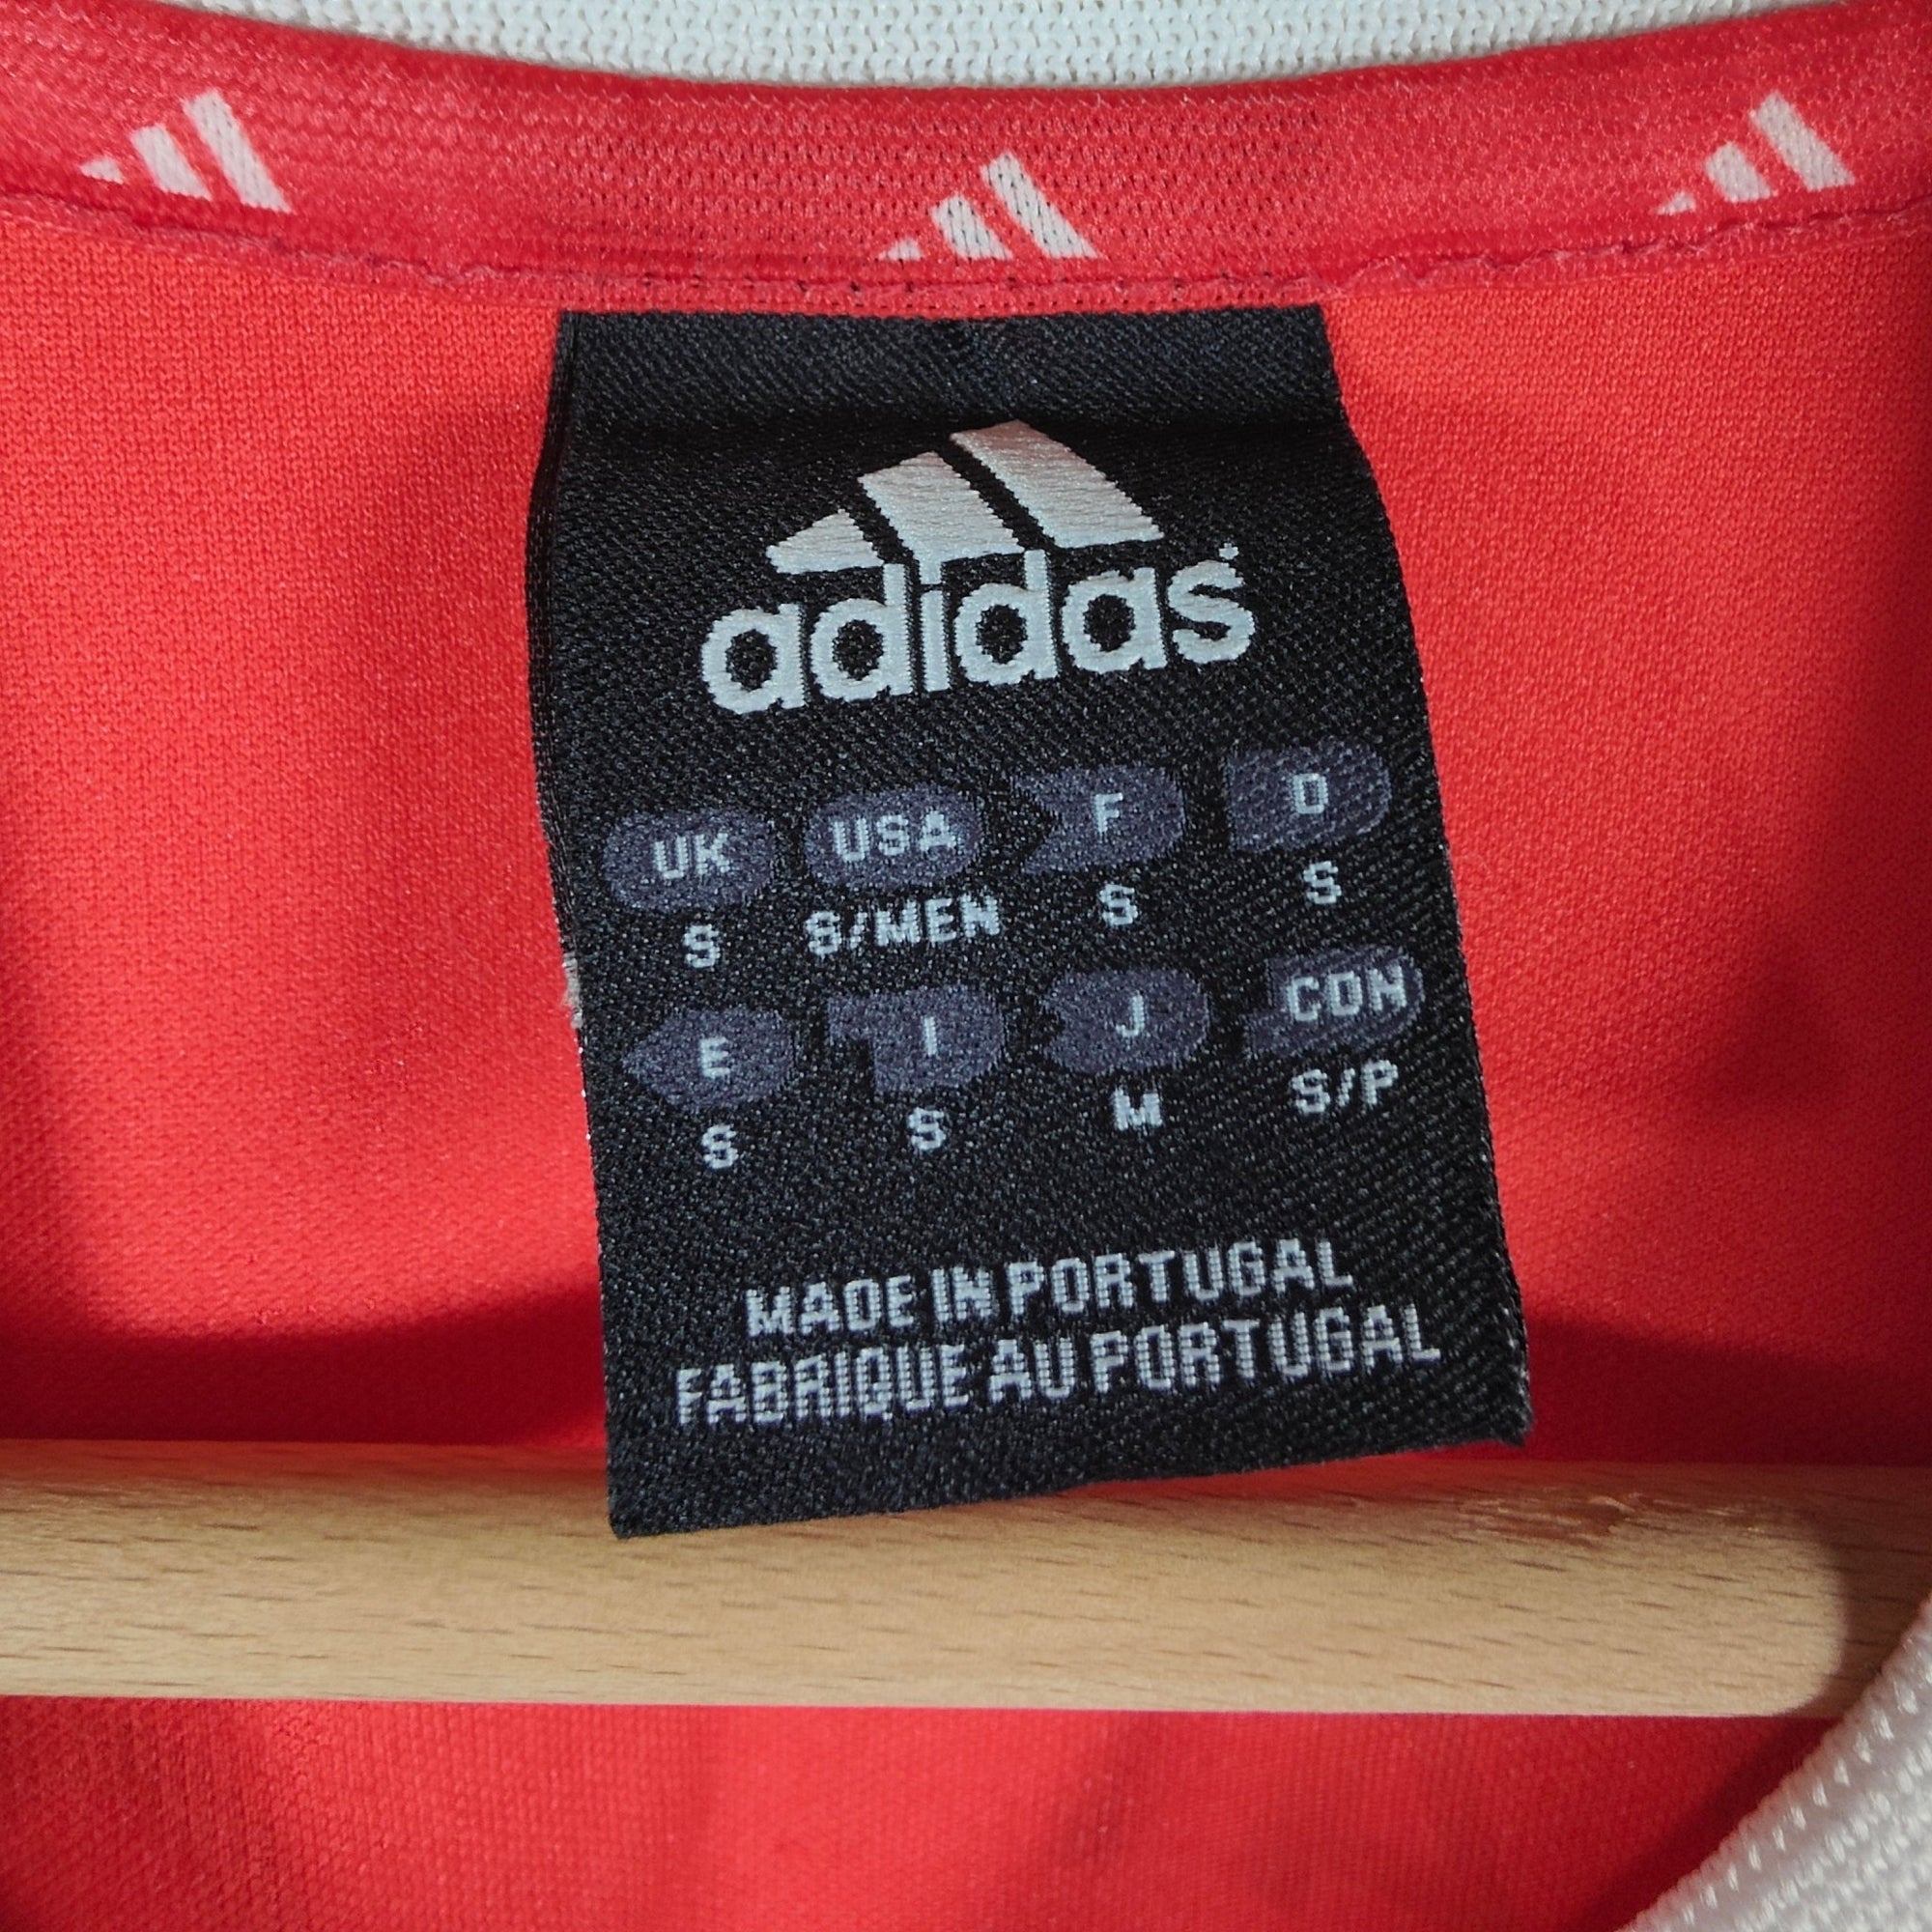 adidas
UK USA F D
S S/MEN S S
E I J CDN
S S M S/P
MADE IN PORTUGAL
FABRIQUE AU PORTUGAL